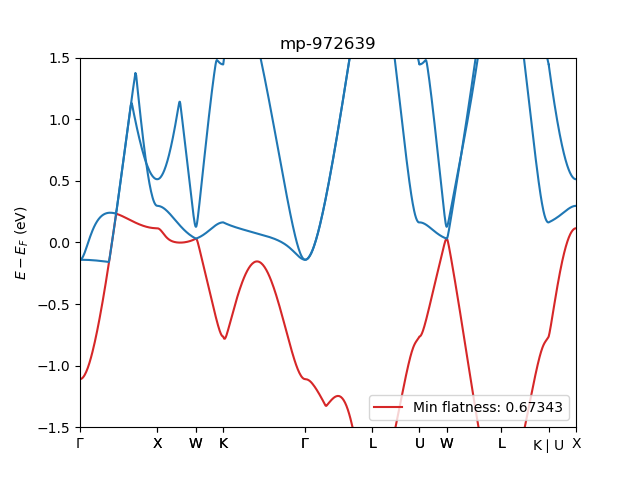 mp-972639
E − E_F (eV)
1.5
1.0
0.5
0.0
−0.5
−1.0
−1.5
Min flatness: 0.67343
Γ X W K Γ L U W L K | U X